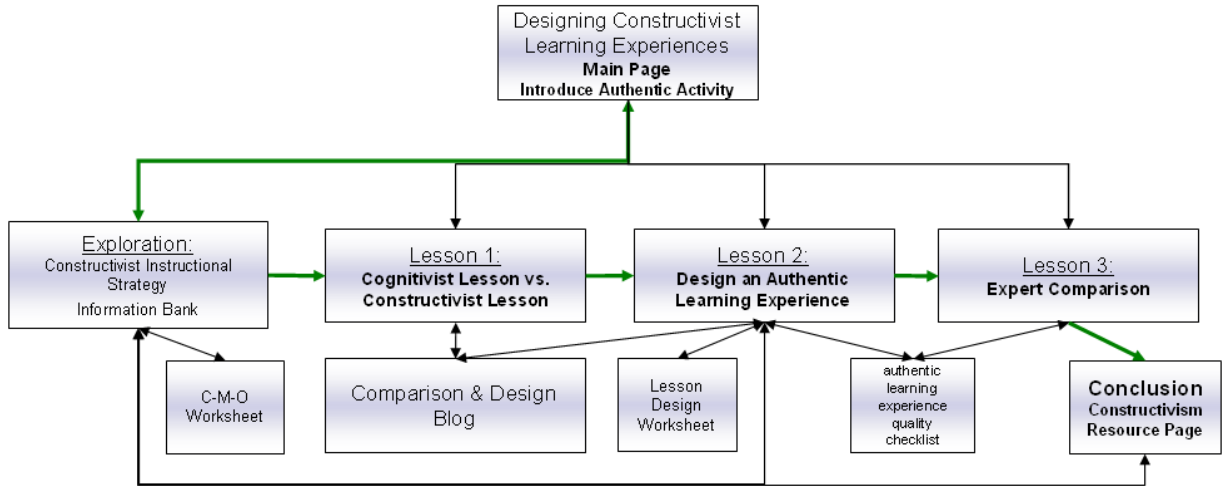 Designing Constructivist
Learning Experiences
Main Page
Introduce Authentic Activity
Exploration:
Constructivist Instructional
Strategy
Information Bank
Lesson 1:
Cognitivist Lesson vs.
Constructivist Lesson
Lesson 2:
Design an Authentic
Learning Experience
Lesson 3:
Expert Comparison
C-M-O
Worksheet
Comparison & Design
Blog
Lesson
Design
Worksheet
authentic
learning
experience
quality
checklist
Conclusion
Constructivism
Resource Page